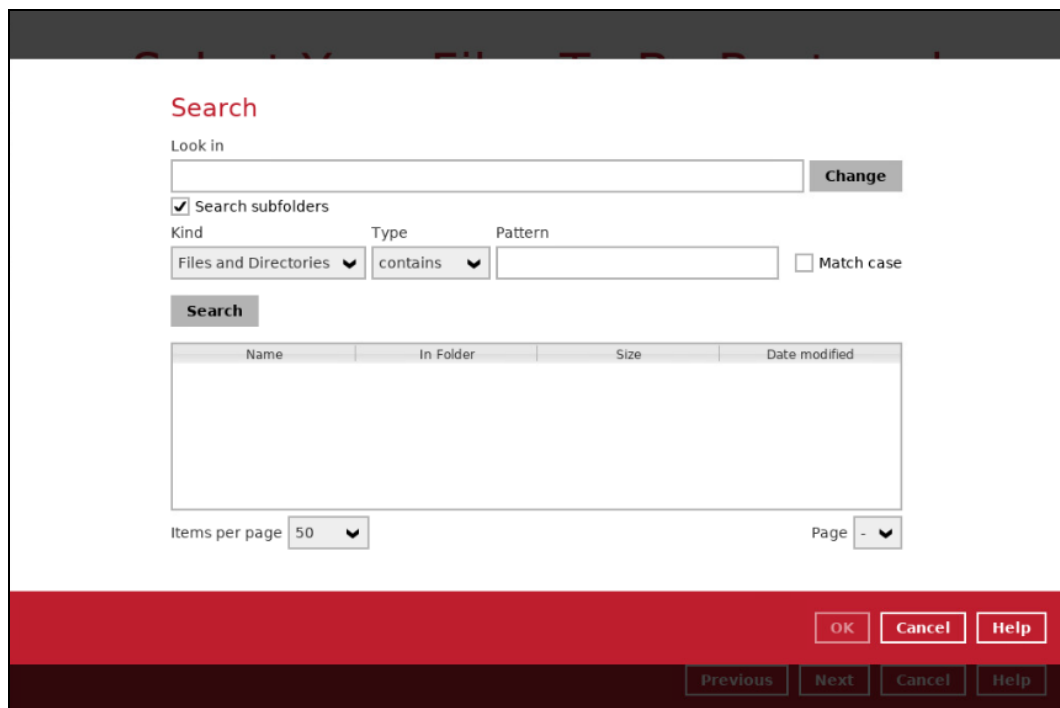 Search
Look in
Change
Search subfolders
Kind Type Pattern
Files and Directories contains Match case
Search
Name In Folder Size Date modified
Items per page 50 Page -
OK Cancel Help
Previous Next Cancel Help